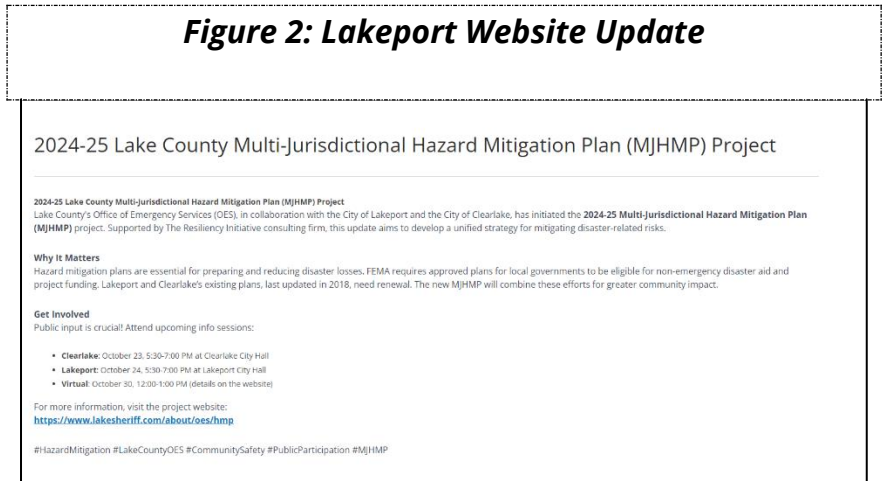 Figure 2: Lakeport Website Update
2024-25 Lake County Multi-Jurisdictional Hazard Mitigation Plan (MJHMP) Project
2024-25 Lake County Multi-Jurisdictional Hazard Mitigation Plan (MJHMP) Project
Lake County's Office of Emergency Services (OES), in collaboration with the City of Lakeport and the City of Clearlake, has initiated the 2024-25 Multi-Jurisdictional Hazard Mitigation Plan
(MJHMP) project. Supported by The Resiliency Initiative consulting firm, this update aims to develop a unified strategy for mitigating disaster-related risks.
Why It Matters
Hazard mitigation plans are essential for preparing and reducing disaster losses. FEMA requires approved plans for local governments to be eligible for non-emergency disaster aid and
project funding. Lakeport and Clearlake's existing plans, last updated in 2018, need renewal. The new MJHMP will combine these efforts for greater community impact.
Get Involved
Public input is crucial! Attend upcoming info sessions:
• Clearlake: October 23, 5:30-7:00 PM at Clearlake City Hall
• Lakeport: October 24, 5:30-7:00 PM at Lakeport City Hall
• Virtual: October 30, 12:00-1:00 PM (details on the website)
For more information, visit the project website:
https://www.lakesheriff.com/about/oes/hmp
#HazardMitigation #LakeCountyOES #CommunitySafety #PublicParticipation #MJHMP